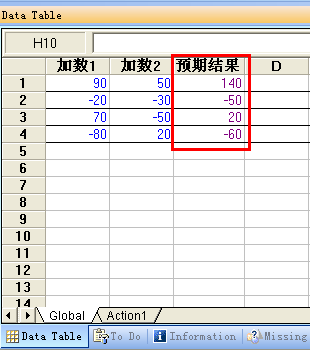 Data Table
H10
加数1 加数2 预期结果 D
1 90 50 140
2 -20 -30 -50
3 70 -50 20
4 -80 20 -60
5
6
7
8
9
10
11
12
13
14
Global Action1
Data Table To Do Information Missing